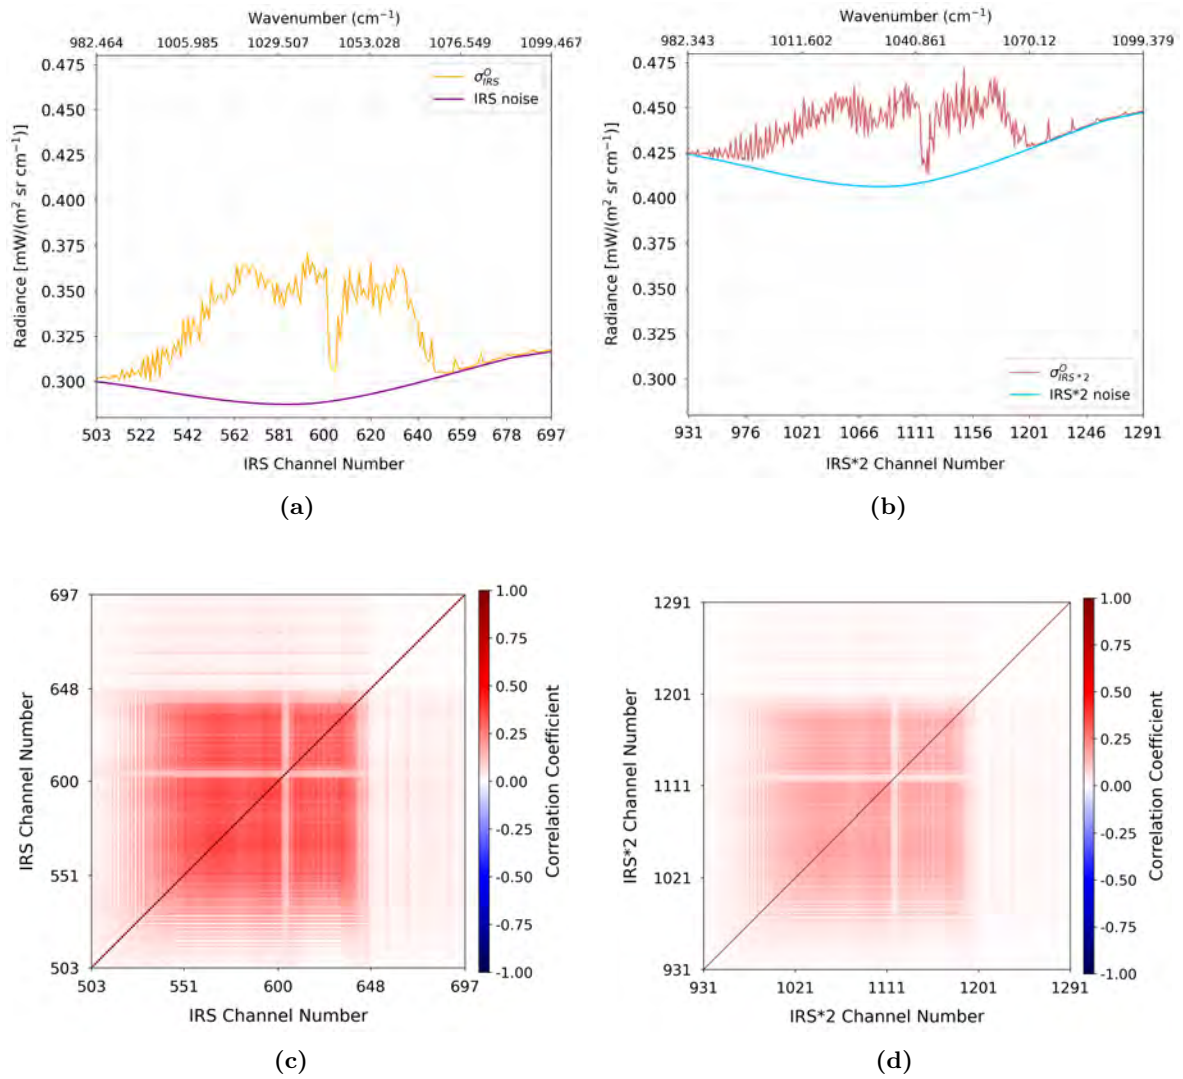 Wavenumber (cm⁻¹)
982.464 1005.985 1029.507 1053.028 1076.549 1099.467
0.475
0.450
0.425
0.400
0.375
0.350
0.325
0.300
Radiance [mW/(m² sr cm⁻¹)]
σ^O_IRS
IRS noise
503 522 542 562 581 600 620 640 659 678 697
IRS Channel Number
(a)
Wavenumber (cm⁻¹)
982.343 1011.602 1040.861 1070.12 1099.379
0.475
0.450
0.425
0.400
0.375
0.350
0.325
0.300
Radiance [mW/(m² sr cm⁻¹)]
σ^O_IRS*2
IRS*2 noise
931 976 1021 1066 1111 1156 1201 1246 1291
IRS*2 Channel Number
(b)
697
648
600
551
503
IRS Channel Number
503 551 600 648 697
IRS Channel Number
1.00
0.75
0.50
0.25
0.00
-0.25
-0.50
-0.75
-1.00
Correlation Coefficient
(c)
1291
1201
1111
1021
931
IRS*2 Channel Number
931 1021 1111 1201 1291
IRS*2 Channel Number
1.00
0.75
0.50
0.25
0.00
-0.25
-0.50
-0.75
-1.00
Correlation Coefficient
(d)